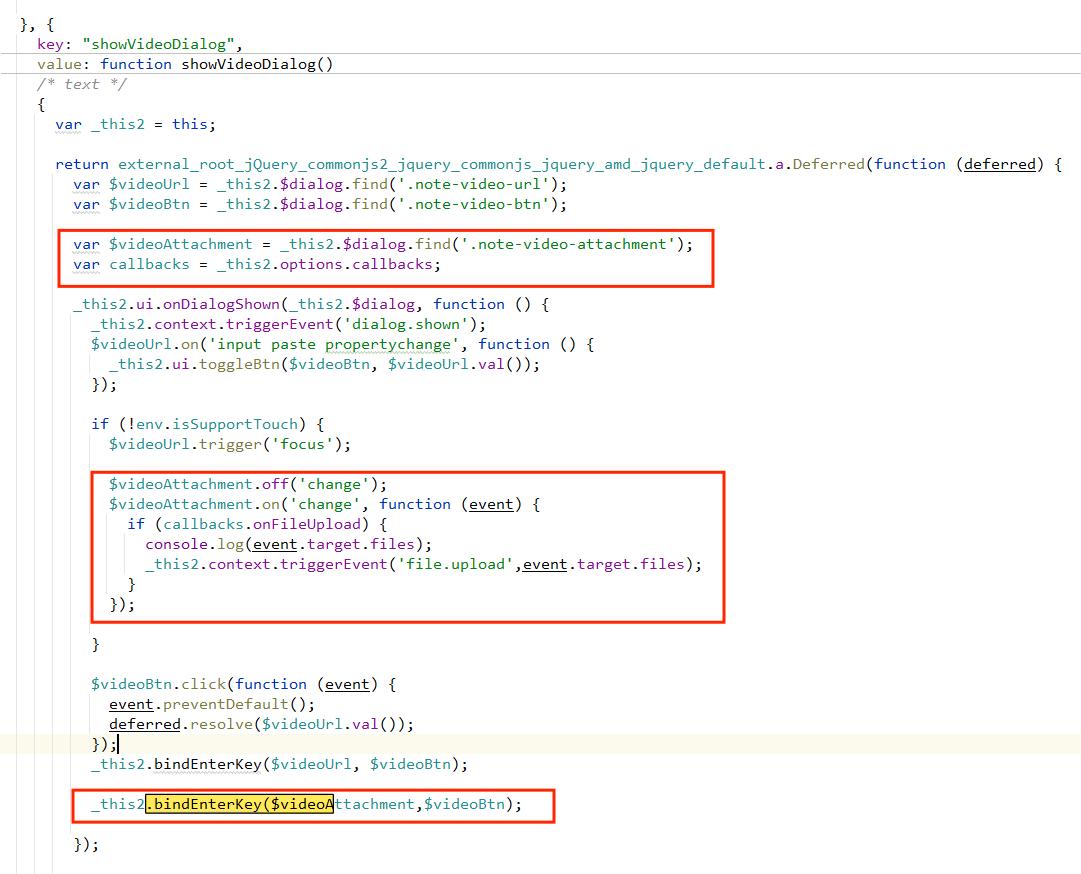 }, {
key: "showVideoDialog",
value: function showVideoDialog()
/* text */
{
var _this2 = this;
return external_root_jQuery_commonjs2_jquery_commonjs_jquery_amd_jquery_default.a.Deferred(function (deferred) {
var $videoUrl = _this2.$dialog.find('.note-video-url');
var $videoBtn = _this2.$dialog.find('.note-video-btn');
var $videoAttachment = _this2.$dialog.find('.note-video-attachment');
var callbacks = _this2.options.callbacks;
_this2.ui.onDialogShown(_this2.$dialog, function () {
_this2.context.triggerEvent('dialog.shown');
$videoUrl.on('input paste propertychange', function () {
_this2.ui.toggleBtn($videoBtn, $videoUrl.val());
});
if (!env.isSupportTouch) {
$videoUrl.trigger('focus');
$videoAttachment.off('change');
$videoAttachment.on('change', function (event) {
if (callbacks.onFileUpload) {
console.log(event.target.files);
_this2.context.triggerEvent('file.upload',event.target.files);
}
});
}
$videoBtn.click(function (event) {
event.preventDefault();
deferred.resolve($videoUrl.val());
});
_this2.bindEnterKey($videoUrl, $videoBtn);
_this2.bindEnterKey($videoAttachment,$videoBtn);
});